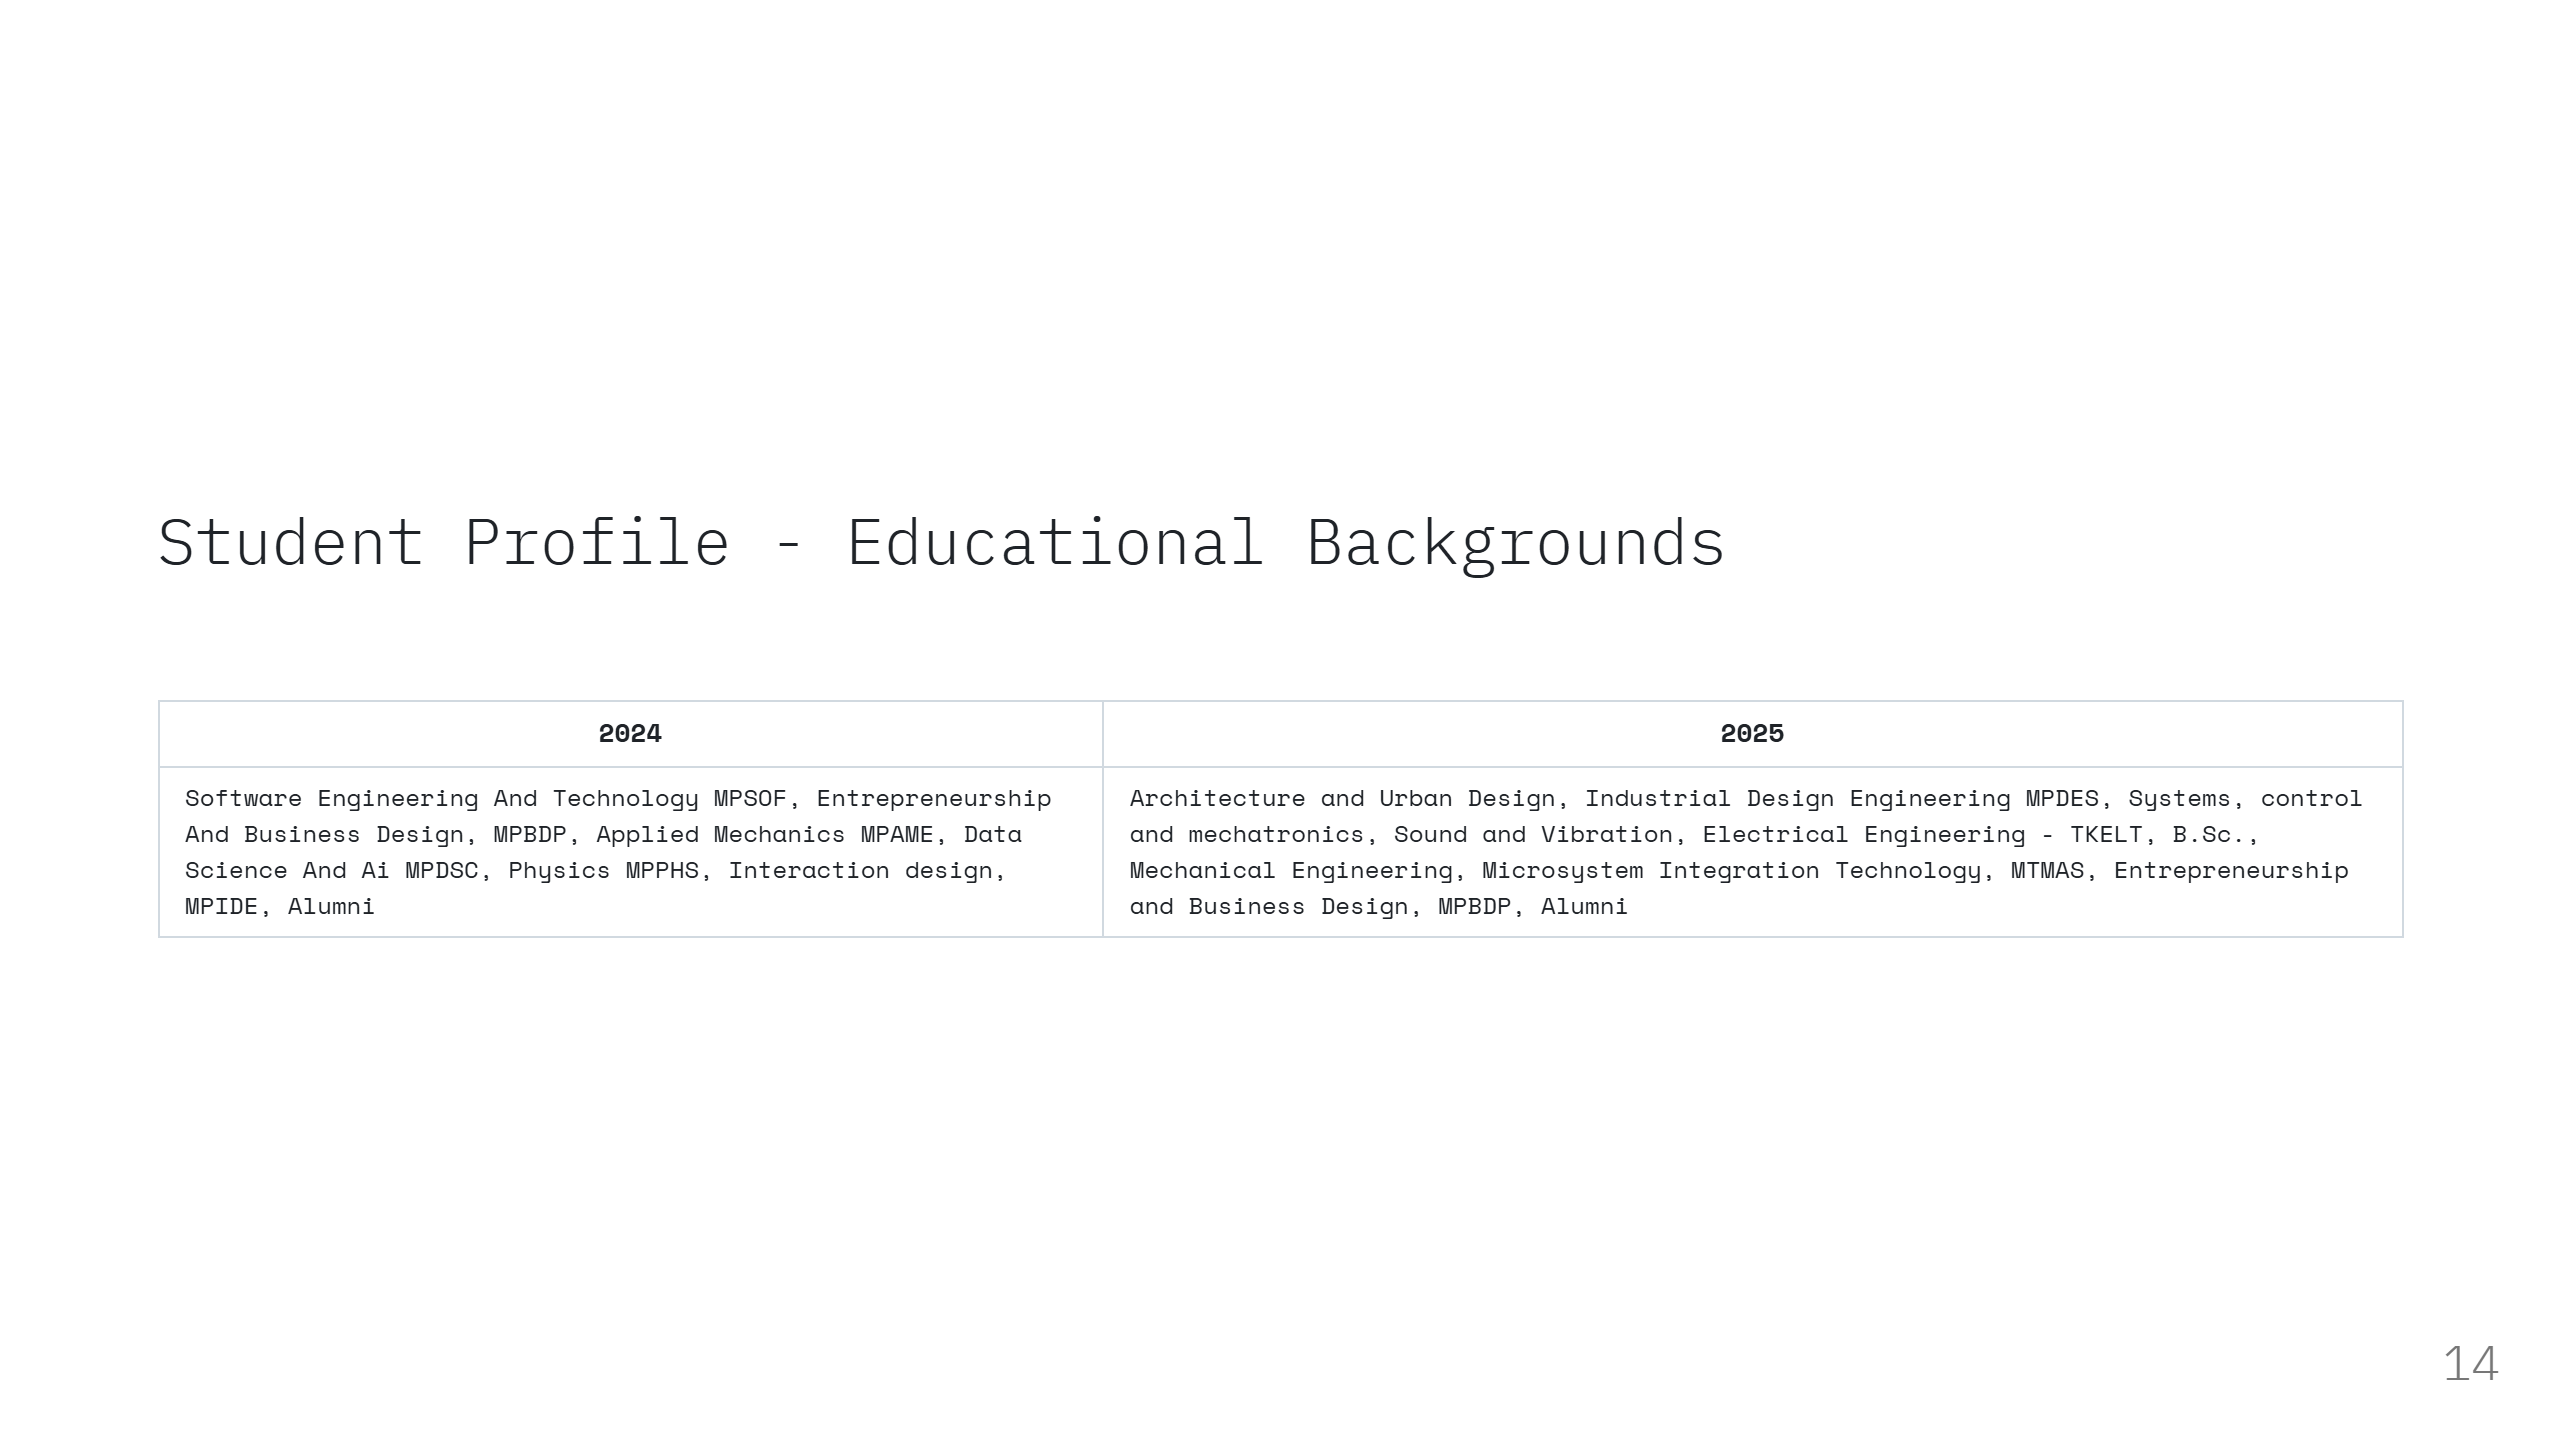 Student Profile - Educational Backgrounds
2024
2025
Software Engineering And Technology MPSOF, Entrepreneurship
And Business Design, MPBDP, Applied Mechanics MPAME, Data
Science And Ai MPDSC, Physics MPPHS, Interaction design,
MPIDE, Alumni
Architecture and Urban Design, Industrial Design Engineering MPDES, Systems, control
and mechatronics, Sound and Vibration, Electrical Engineering - TKELT, B.Sc.,
Mechanical Engineering, Microsystem Integration Technology, MTMAS, Entrepreneurship
and Business Design, MPBDP, Alumni
14